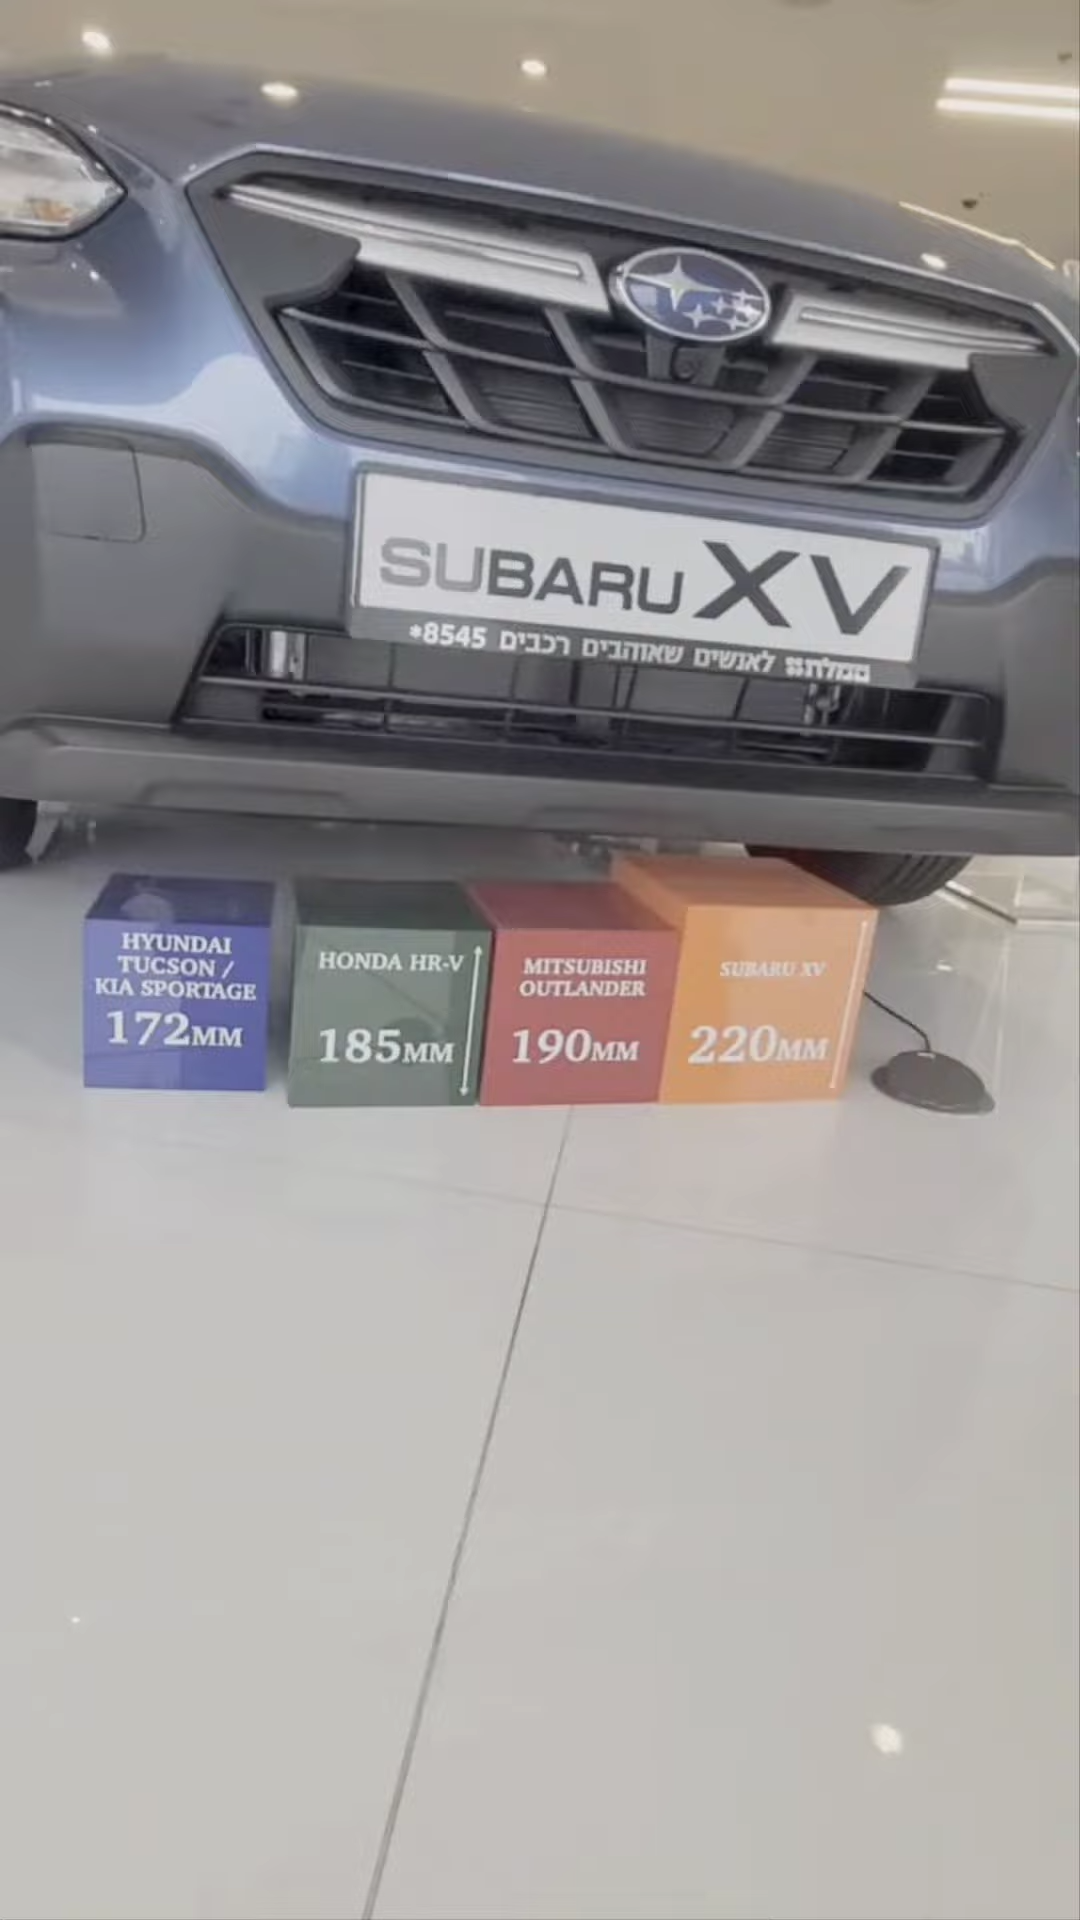 SUBARU XV
סמלת לאנשים שאוהבים רכבים 8545*
HYUNDAI
TUCSON /
KIA SPORTAGE
172MM
HONDA HR-V
185MM
MITSUBISHI
OUTLANDER
190MM
SUBARU XV
220MM